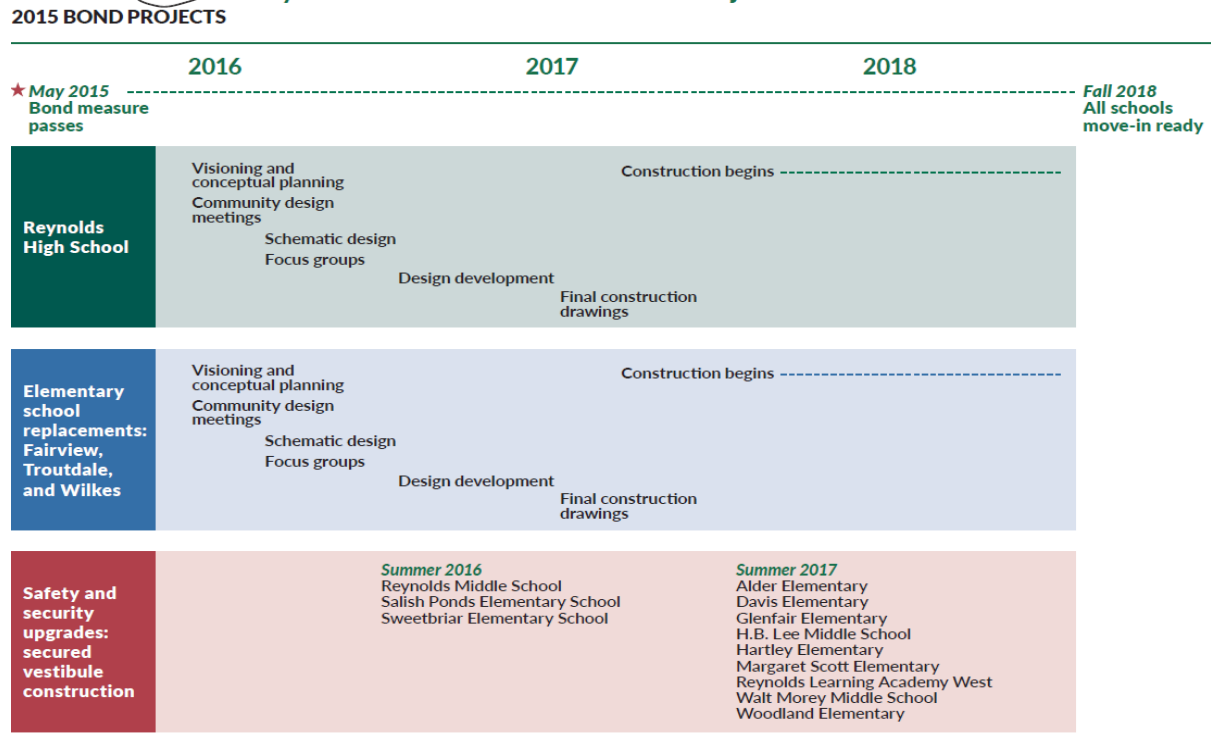 2015 BOND PROJECTS
2016 2017 2018
May 2015
Bond measure
passes
Fall 2018
All schools
move-in ready
Reynolds
High School
Visioning and
conceptual planning
Community design
meetings
Schematic design
Focus groups
Design development
Final construction
drawings
Construction begins
Elementary
school
replacements:
Fairview,
Troutdale,
and Wilkes
Visioning and
conceptual planning
Community design
meetings
Schematic design
Focus groups
Design development
Final construction
drawings
Construction begins
Safety and
security
upgrades:
secured
vestibule
construction
Summer 2016
Reynolds Middle School
Salish Ponds Elementary School
Sweetbriar Elementary School
Summer 2017
Alder Elementary
Davis Elementary
Glenfair Elementary
H.B. Lee Middle School
Hartley Elementary
Margaret Scott Elementary
Reynolds Learning Academy West
Walt Morey Middle School
Woodland Elementary